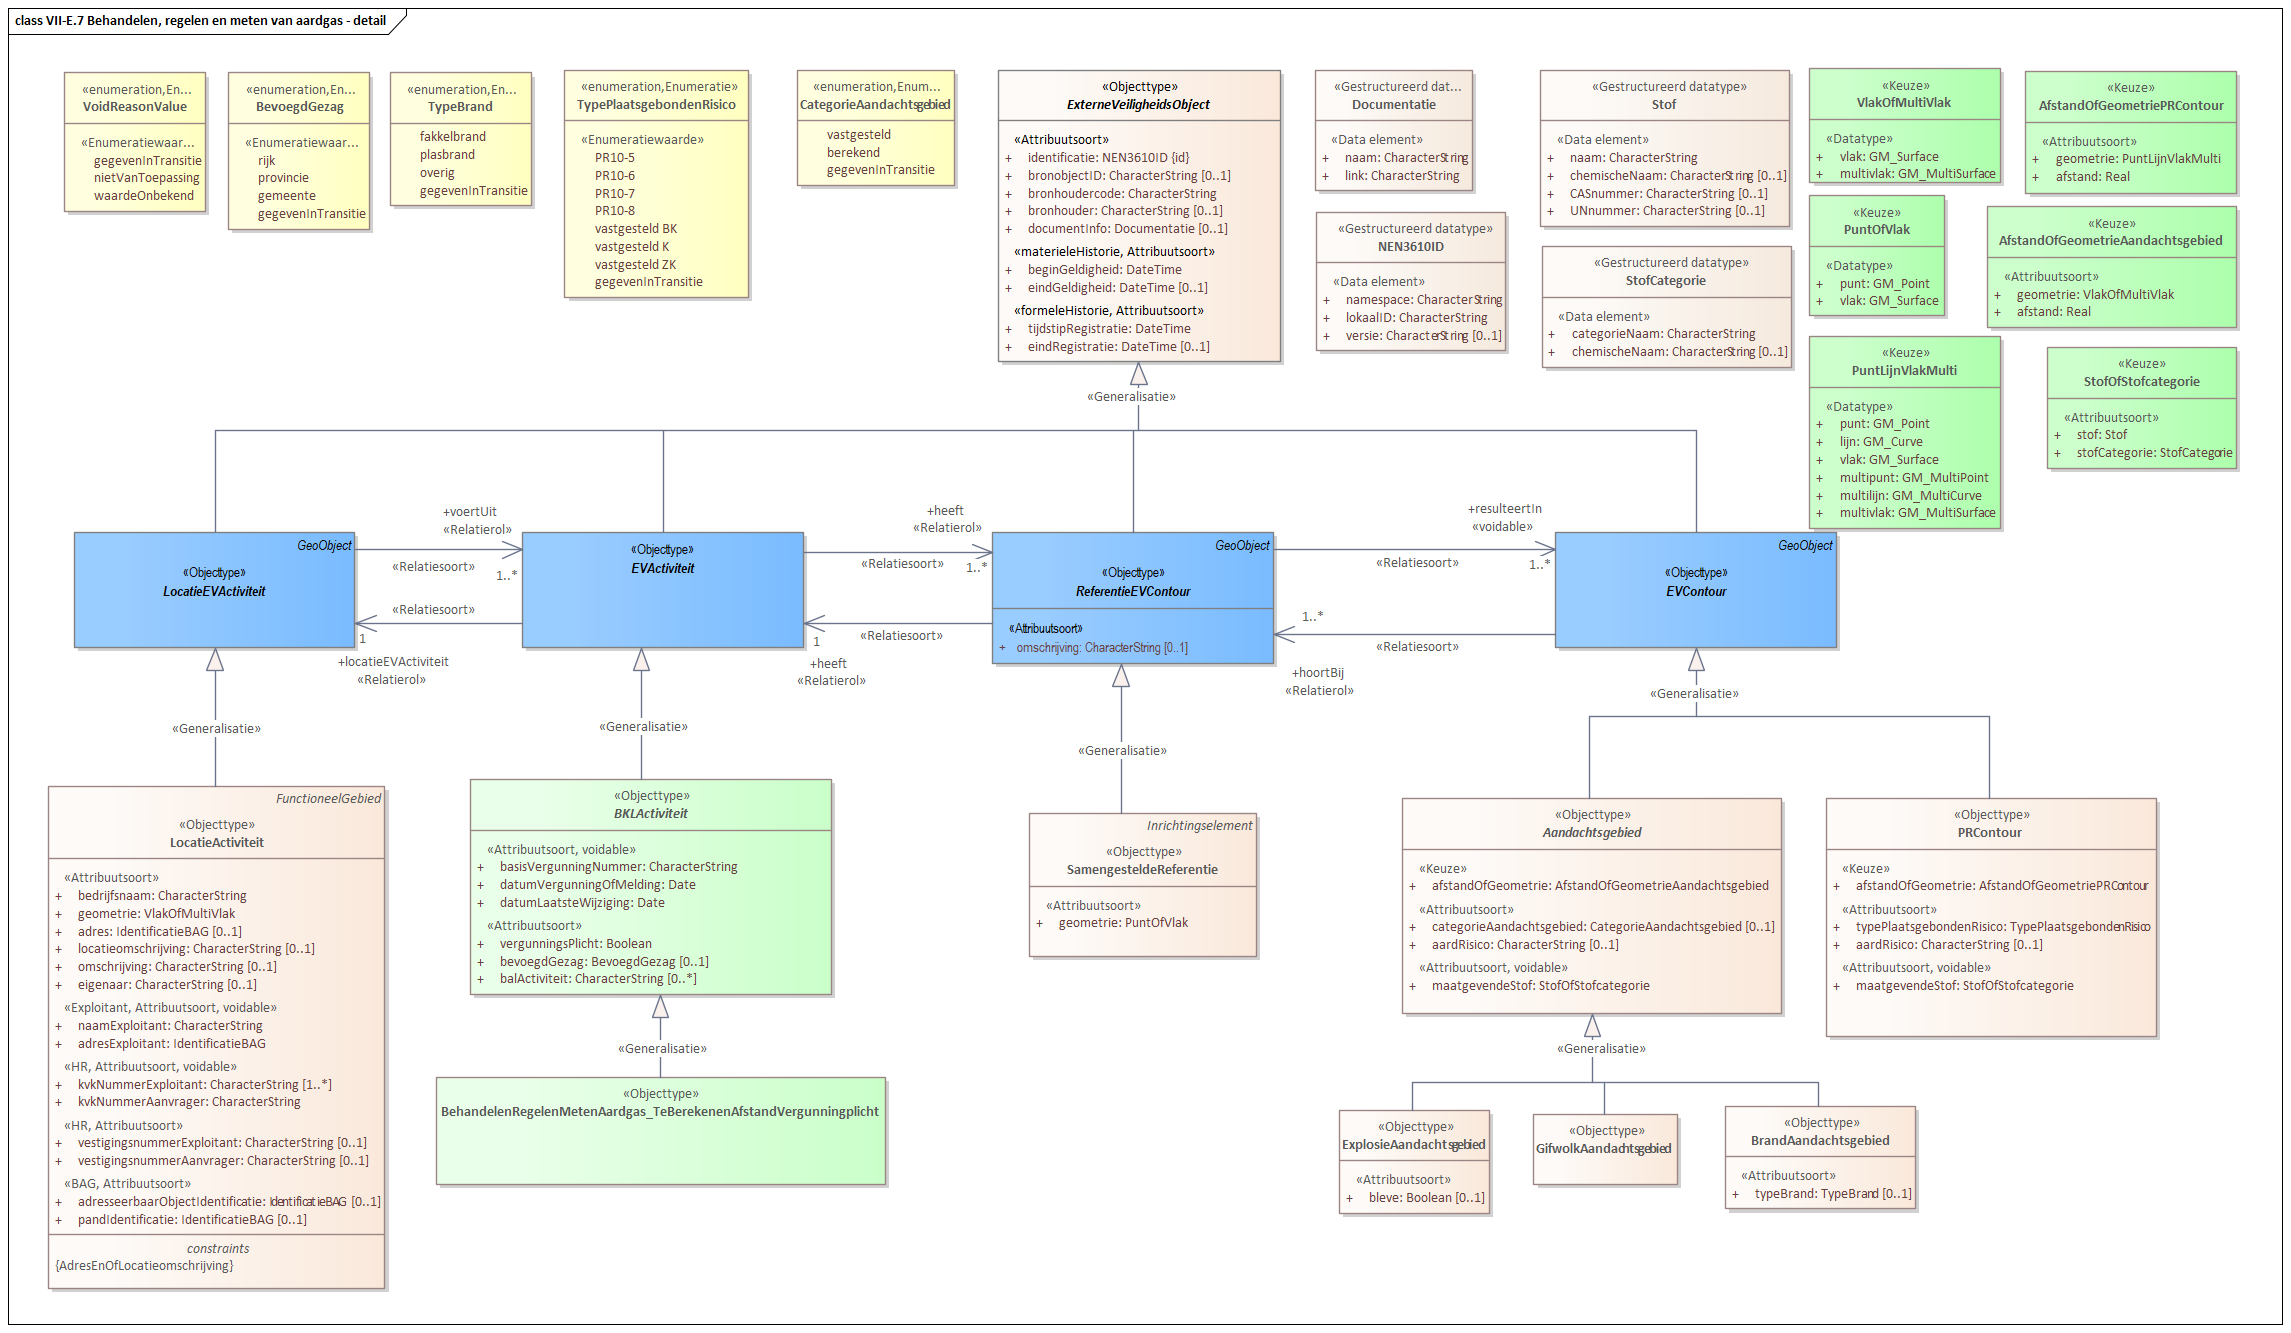 class VII-E.7 Behandelen, regelen en meten van aardgas - detail
«enumeration,En...
VoidReasonValue
«Enumeratiewaar...
gegevenInTransitie
nietVanToepassing
waardeOnbekend
«enumeration,En...
BevoegdGezag
«Enumeratiewaar...
rijk
provincie
gemeente
gegevenInTransitie
«enumeration,En...
TypeBrand
fakkelbrand
plasbrand
overig
gegevenInTransitie
«enumeration,Enumeratie»
TypePlaatsgebondenRisico
«Enumeratiewaarde»
PR10-5
PR10-6
PR10-7
PR10-8
vastgesteld BK
vastgesteld K
vastgesteld ZK
gegevenInTransitie
«enumeration,Enum...
CategorieAandachtsgebied
vastgesteld
berekend
gegevenInTransitie
«Objecttype»
ExterneVeiligheidsObject
«Attribuutsoort»
+ identificatie: NEN3610ID {id}
+ bronobjectID: CharacterString [0..1]
+ bronhoudercode: CharacterString
+ bronhouder: CharacterString [0..1]
+ documentInfo: Documentatie [0..1]
«materieleHistorie, Attribuutsoort»
+ beginGeldigheid: DateTime
+ eindGeldigheid: DateTime [0..1]
«formeleHistorie, Attribuutsoort»
+ tijdstipRegistratie: DateTime
+ eindRegistratie: DateTime [0..1]
«Gestructureerd dat...
Documentatie
«Data element»
+ naam: CharacterString
+ link: CharacterString
«Gestructureerd datatype»
NEN3610ID
«Data element»
+ namespace: CharacterString
+ lokaalID: CharacterString
+ versie: CharacterString [0..1]
«Gestructureerd datatype»
Stof
«Data element»
+ naam: CharacterString
+ chemischeNaam: CharacterString [0..1]
+ CASnummer: CharacterString [0..1]
+ UNnummer: CharacterString [0..1]
«Gestructureerd datatype»
StofCategorie
«Data element»
+ categorieNaam: CharacterString
+ chemischeNaam: CharacterString [0..1]
«Keuze»
VlakOfMultiVlak
«Datatype»
+ vlak: GM_Surface
+ multivlak: GM_MultiSurface
«Keuze»
PuntOfVlak
«Datatype»
+ punt: GM_Point
+ vlak: GM_Surface
«Keuze»
PuntLijnVlakMulti
«Datatype»
+ punt: GM_Point
+ lijn: GM_Curve
+ vlak: GM_Surface
+ multipunt: GM_MultiPoint
+ multilijn: GM_MultiCurve
+ multivlak: GM_MultiSurface
«Keuze»
AfstandOfGeometriePRContour
«Attribuutsoort»
+ geometrie: PuntLijnVlakMulti
+ afstand: Real
«Keuze»
AfstandOfGeometrieAandachtsgebied
«Attribuutsoort»
+ geometrie: VlakOfMultiVlak
+ afstand: Real
«Keuze»
StofOfStofcategorie
«Attribuutsoort»
+ stof: Stof
+ stofCategorie: StofCategorie
«Generalisatie»
GeoObject
«Objecttype»
LocatieEVActiviteit
+voertUit
«Relatierol»
«Relatiesoort»
1..*
«Relatiesoort»
1
+locatieEVActiviteit
«Relatierol»
«Objecttype»
EVActiviteit
+heeft
«Relatierol»
«Relatiesoort»
1..*
«Relatiesoort»
1
+heeft
«Relatierol»
GeoObject
«Objecttype»
ReferentieEVContour
«Attribuutsoort»
+ omschrijving: CharacterString [0..1]
+resulteertIn
«voidable»
«Relatiesoort»
1..*
1..*
«Relatiesoort»
+hoortBij
«Relatierol»
GeoObject
«Objecttype»
EVContour
«Generalisatie»
«Generalisatie»
«Generalisatie»
«Generalisatie»
FunctioneelGebied
«Objecttype»
LocatieActiviteit
«Attribuutsoort»
+ bedrijfsnaam: CharacterString
+ geometrie: VlakOfMultiVlak
+ adres: IdentificatieBAG [0..1]
+ locatieomschrijving: CharacterString [0..1]
+ omschrijving: CharacterString [0..1]
+ eigenaar: CharacterString [0..1]
«Exploitant, Attribuutsoort, voidable»
+ naamExploitant: CharacterString
+ adresExploitant: IdentificatieBAG
«HR, Attribuutsoort, voidable»
+ kvkNummerExploitant: CharacterString [1..*]
+ kvkNummerAanvrager: CharacterString
«HR, Attribuutsoort»
+ vestigingsnummerExploitant: CharacterString [0..1]
+ vestigingsnummerAanvrager: CharacterString [0..1]
«BAG, Attribuutsoort»
+ adresseerbaarObjectIdentificatie: IdentificatieBAG [0..1]
+ pandIdentificatie: IdentificatieBAG [0..1]
constraints
{AdresEnOfLocatieomschrijving}
«Objecttype»
BKLActiviteit
«Attribuutsoort, voidable»
+ basisVergunningNummer: CharacterString
+ datumVergunningOfMelding: Date
+ datumLaatsteWijziging: Date
«Attribuutsoort»
+ vergunningsPlicht: Boolean
+ bevoegdGezag: BevoegdGezag [0..1]
+ balActiviteit: CharacterString [0..*]
«Generalisatie»
«Objecttype»
BehandelenRegelenMetenAardgas_TeBerekenenAfstandVergunningplicht
Inrichtingselement
«Objecttype»
SamengesteldeReferentie
«Attribuutsoort»
+ geometrie: PuntOfVlak
«Objecttype»
Aandachtsgebied
«Keuze»
+ afstandOfGeometrie: AfstandOfGeometrieAandachtsgebied
«Attribuutsoort»
+ categorieAandachtsgebied: CategorieAandachtsgebied [0..1]
+ aardRisico: CharacterString [0..1]
«Attribuutsoort, voidable»
+ maatgevendeStof: StofOfStofcategorie
«Objecttype»
PRContour
«Keuze»
+ afstandOfGeometrie: AfstandOfGeometriePRContour
«Attribuutsoort»
+ typePlaatsgebondenRisico: TypePlaatsgebondenRisico
+ aardRisico: CharacterString [0..1]
«Attribuutsoort, voidable»
+ maatgevendeStof: StofOfStofcategorie
«Generalisatie»
«Objecttype»
ExplosieAandachtsgebied
«Attribuutsoort»
+ bleve: Boolean [0..1]
«Objecttype»
GifwolkAandachtsgebied
«Objecttype»
BrandAandachtsgebied
«Attribuutsoort»
+ typeBrand: TypeBrand [0..1]